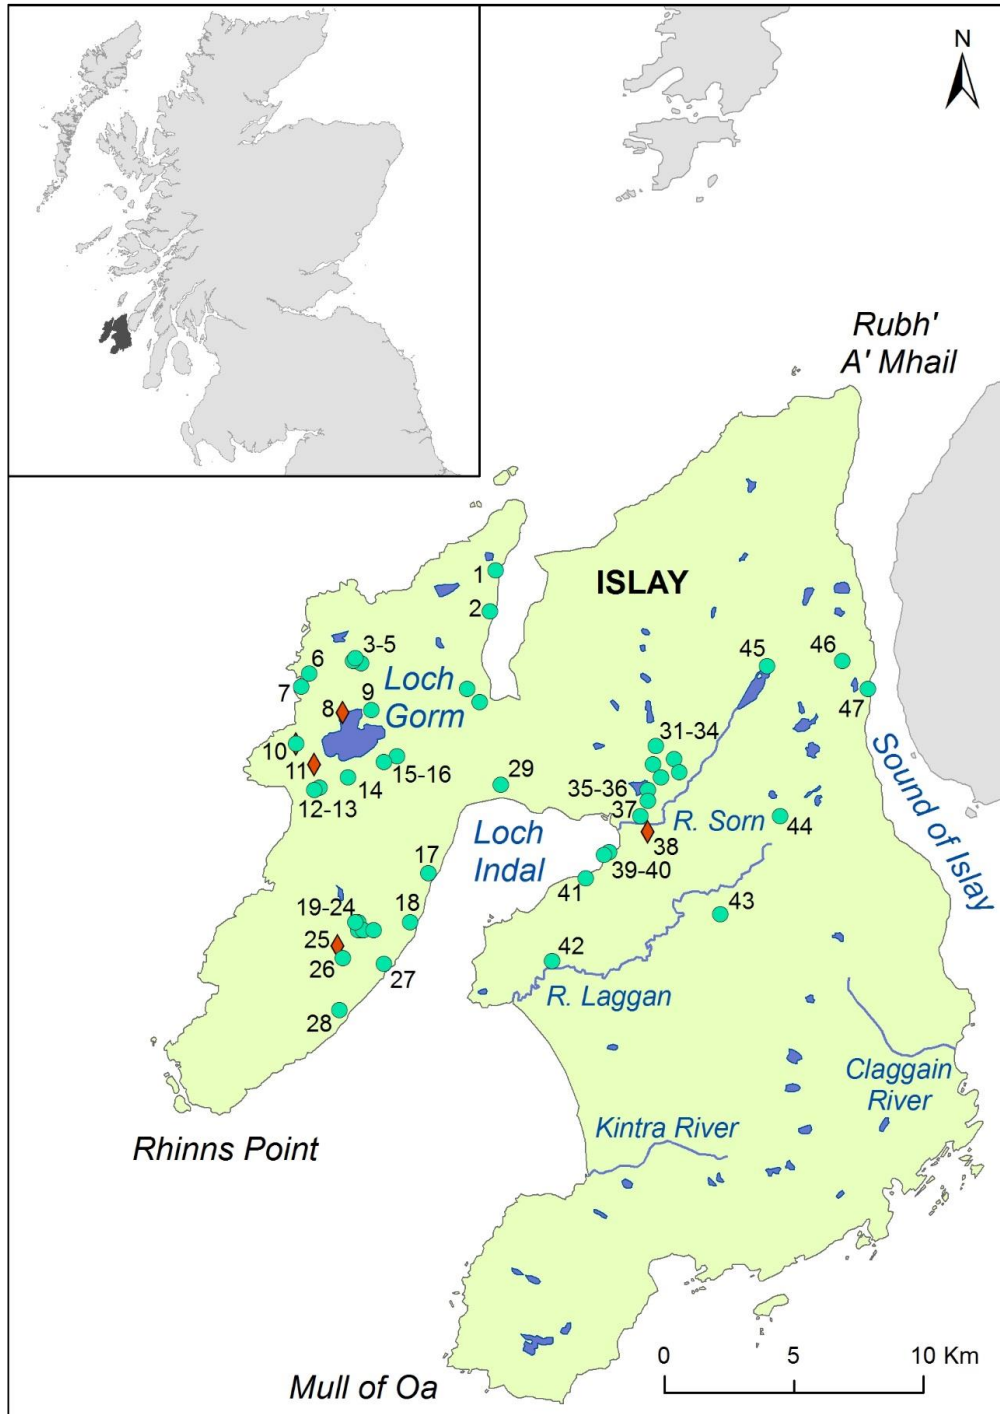 N
Rubh'
A' Mhail
ISLAY
1
2
3-5
6
7
Loch
Gorm
8
9
10
11
12-13
14
15-16
45
46
47
31-34
35-36
37
R. Sorn
38
29
44
Sound of Islay
Loch
Indal
39-40
41
17
18
19-24
25
26
27
28
43
42
R. Laggan
Claggain
River
Kintra River
Rhinns Point
Mull of Oa
0 5 10 Km